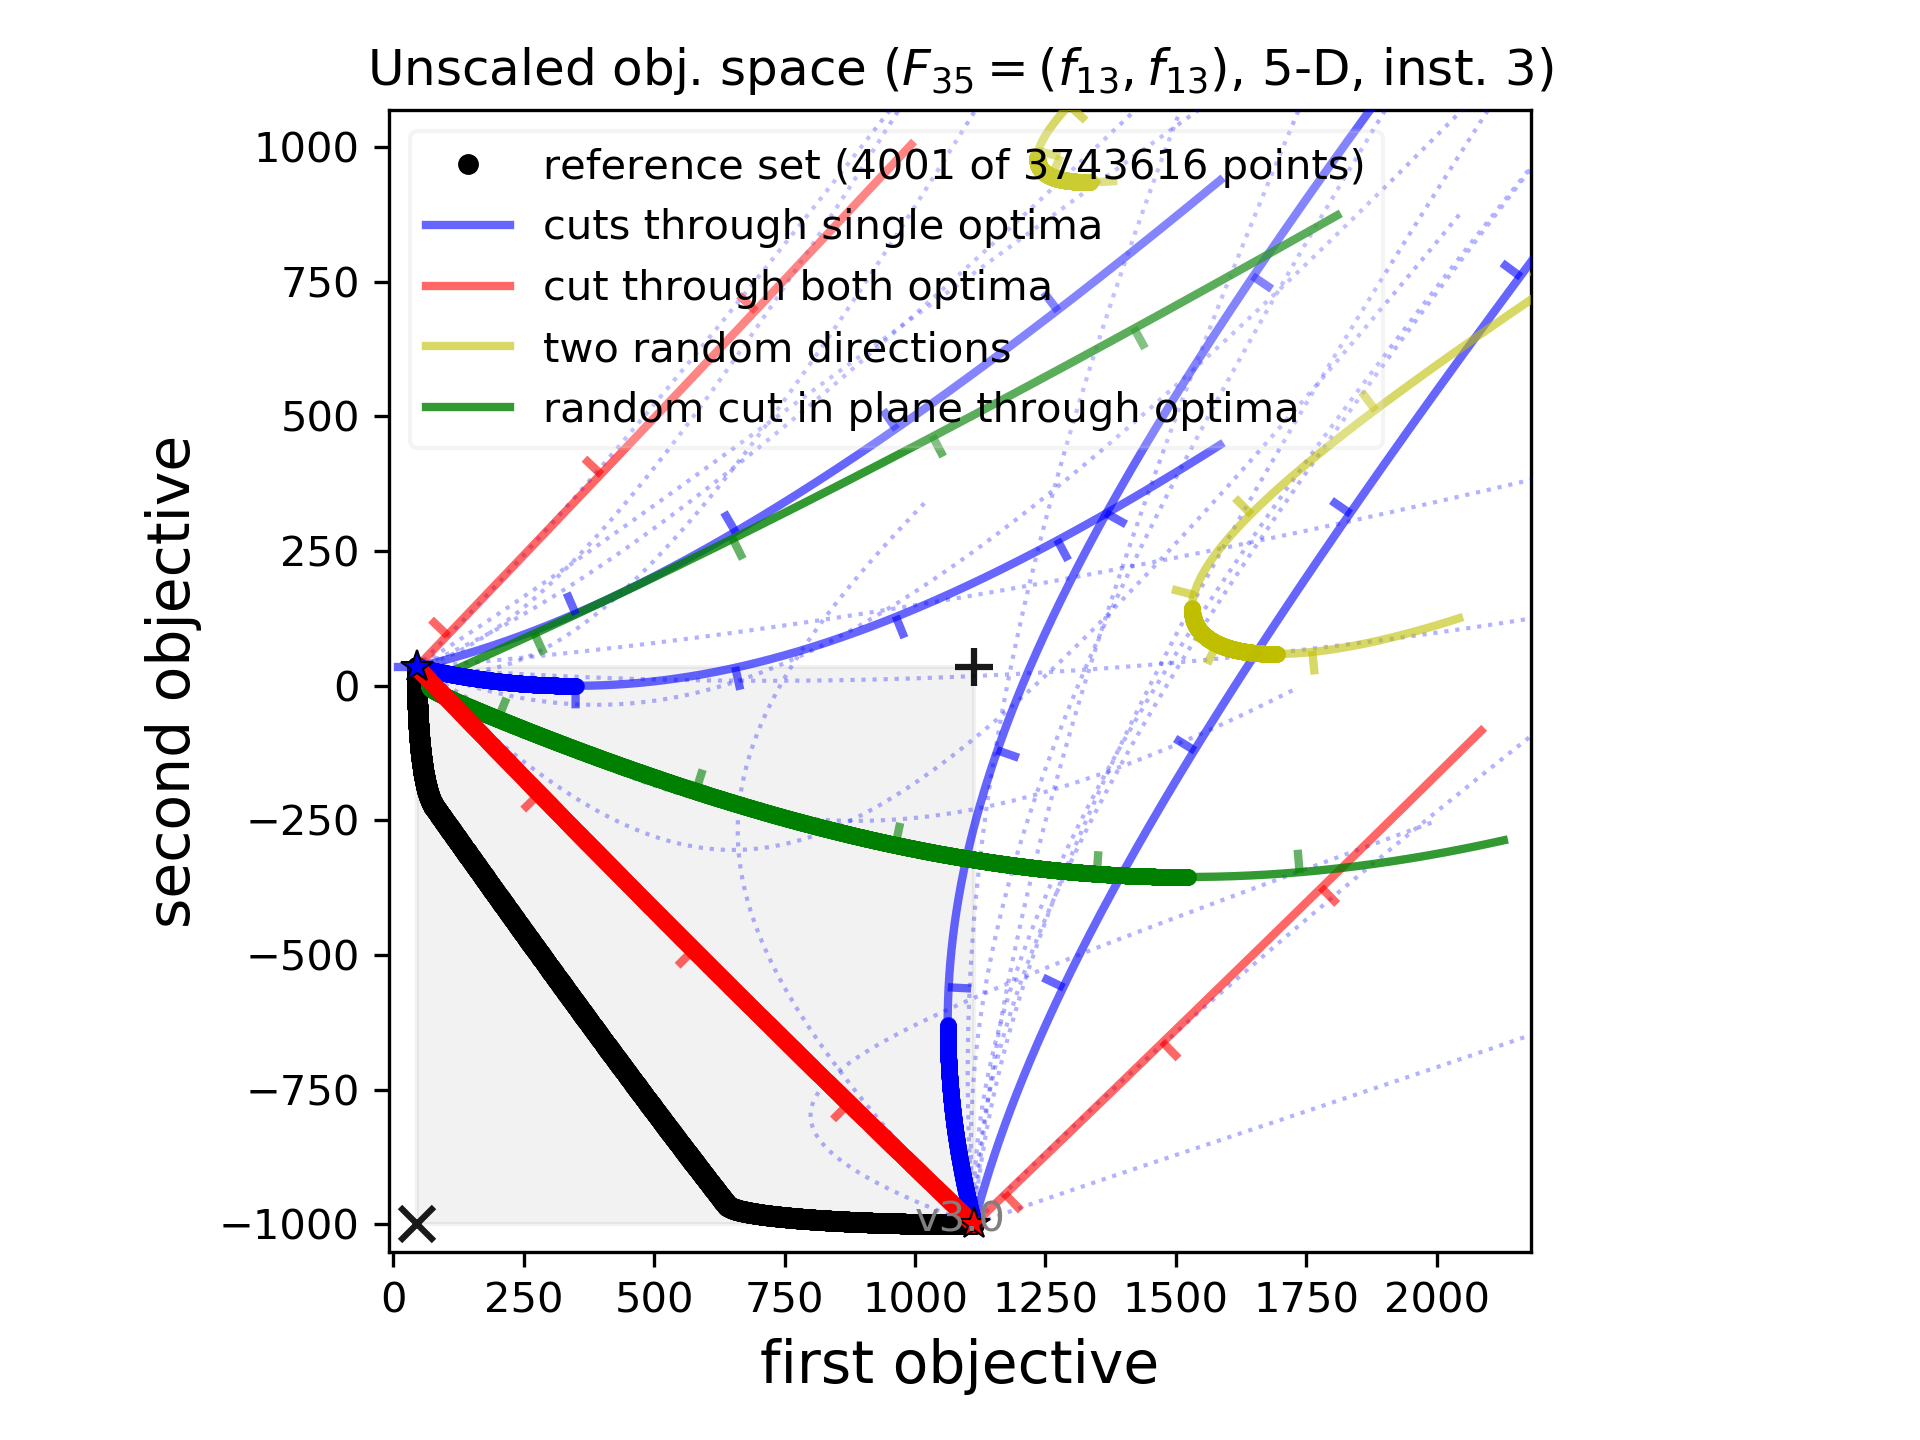 Unscaled obj. space (F35 = (f13, f13), 5-D, inst. 3)
reference set (4001 of 3743616 points)
cuts through single optima
cut through both optima
two random directions
random cut in plane through optima
second objective
1000
750
500
250
0
−250
−500
−750
−1000
v3.0
0 250 500 750 1000 1250 1500 1750 2000
first objective